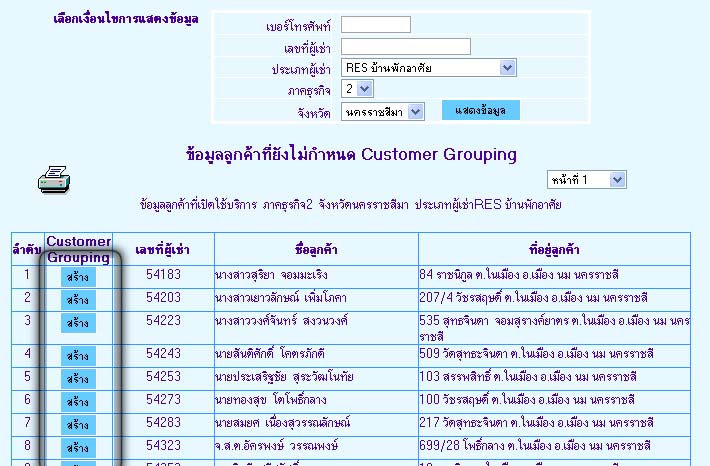 เลือกเงื่อนไขการแสดงข้อมูล
เบอร์โทรศัพท์
เลขที่ผู้เช่า
ประเภทผู้เช่า RES บ้านพักอาศัย
ภาคธุรกิจ 2
จังหวัด นครราชสีมา แสดงข้อมูล
ข้อมูลลูกค้าที่ยังไม่กำหนด Customer Grouping
หน้าที่ 1
ข้อมูลลูกค้าที่เปิดใช้บริการ ภาคธุรกิจ2 จังหวัดนครราชสีมา ประเภทผู้เช่าRES บ้านพักอาศัย
ลำดับ Customer Grouping เลขที่ผู้เช่า ชื่อลูกค้า ที่อยู่ลูกค้า
1 สร้าง 54183 นางสาวสุริยา จอมมะเริง 84 ราชนิกูล ต.ในเมือง อ.เมือง นม นครราชสี
2 สร้าง 54203 นางสาวเยาวลักษณ์ เพิ่มโภคา 207/4 วัชรสฤษดิ์ ต.ในเมือง อ.เมือง นม นครราชสี
3 สร้าง 54223 นางสาววงศ์จันทร์ สงวนวงศ์ 535 สุทธจินดา จอมสุรางค์ยาตร ต.ในเมือง อ.เมือง นม นคร
ราชสี
4 สร้าง 54243 นายสันติศักดิ์ โคตรภักดี 509 วัดสุทธะจินดา ต.ในเมือง อ.เมือง นม นครราชสี
5 สร้าง 54253 นายประเสริฐชัย สุระวัฒโนทัย 103 สรรพสิทธิ์ ต.ในเมือง อ.เมือง นม นครราชสี
6 สร้าง 54273 นายทองสุข โตโพธิ์กลาง 100 วัชรสฤษดิ์ ต.ในเมือง อ.เมือง นม นครราชสี
7 สร้าง 54283 นายสมยศ เนื่องสุวรรณลักษณ์ 217 วัดสุทธะจินดา ต.ในเมือง อ.เมือง นม นครราชสี
8 สร้าง 54323 จ.ส.ต.อัครพงษ์ วรรณพงษ์ 699/28 โพธิ์กลาง ต.ในเมือง อ.เมือง นม นครราชสี